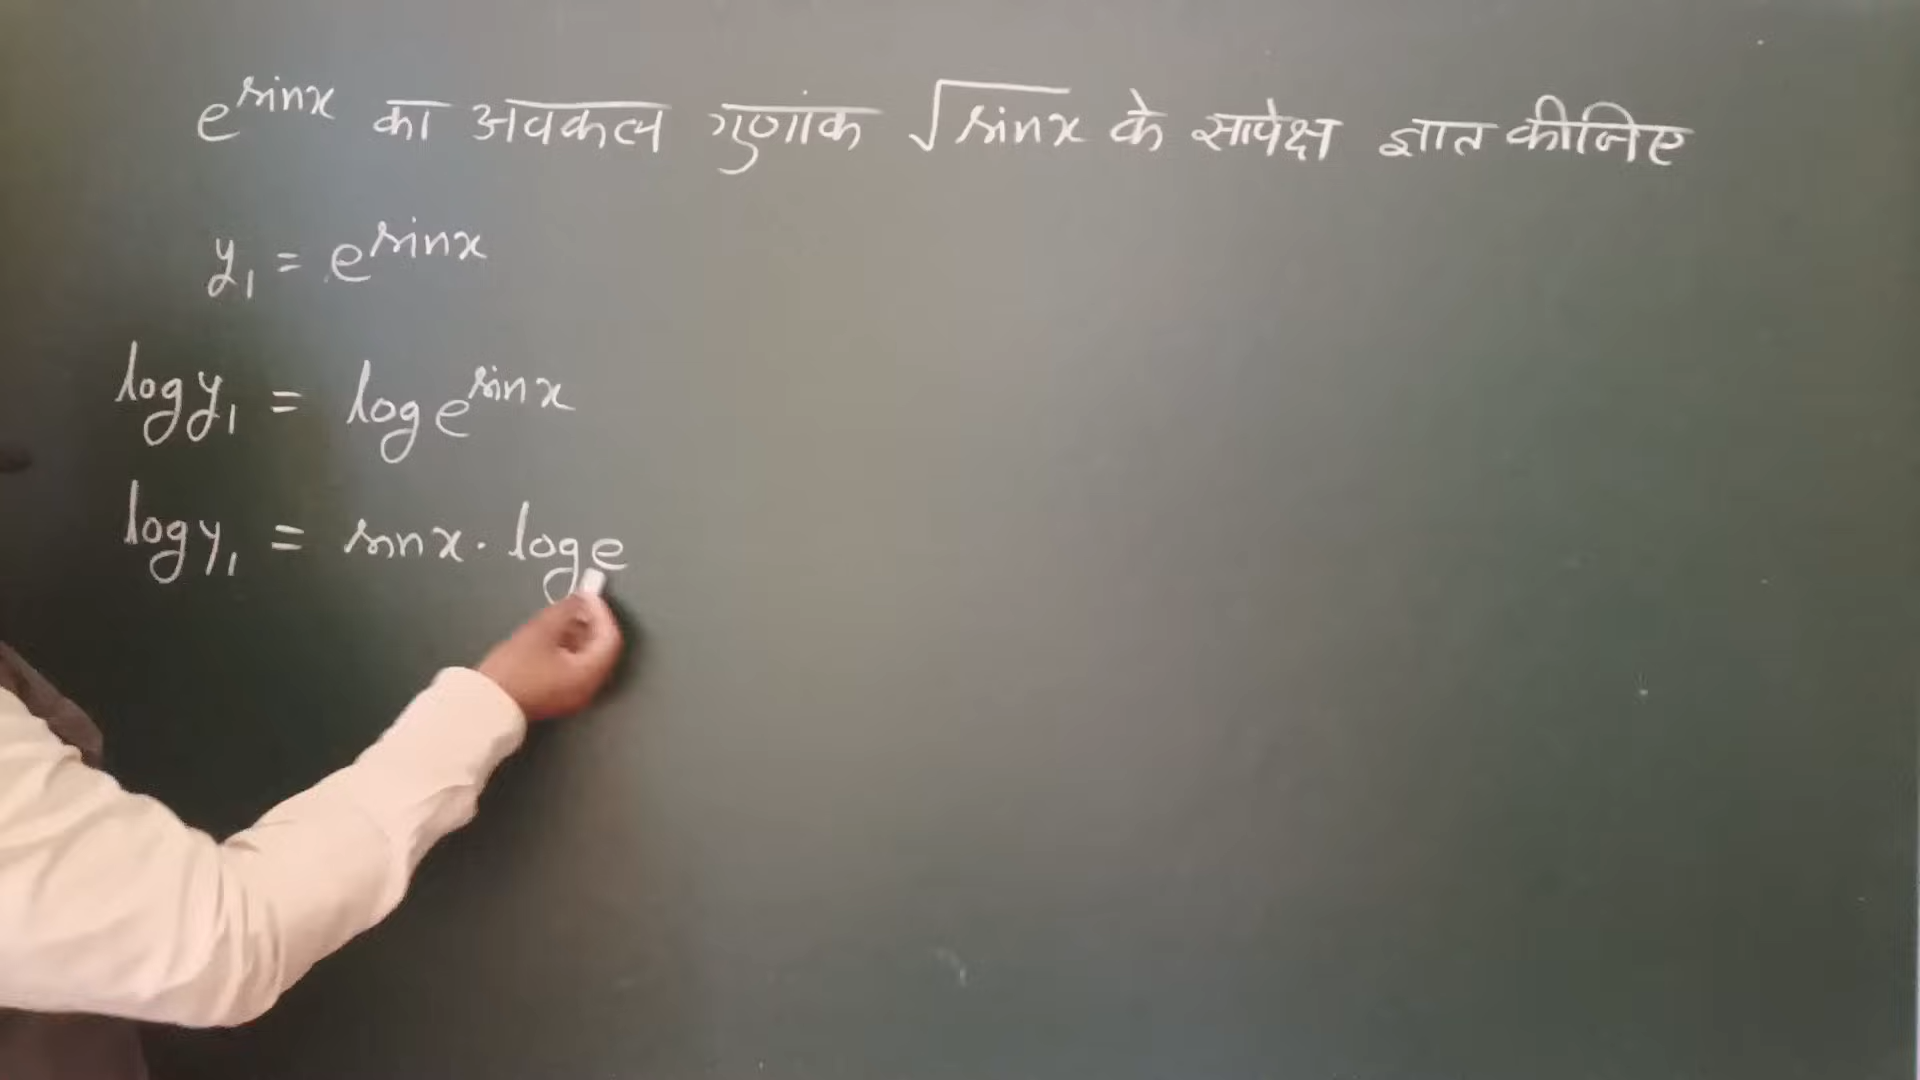 e^sinx का अवकल गुणांक √sinx के सापेक्ष ज्ञात कीजिए
y₁ = e^sinx
log y₁ = log e^sinx
log y₁ = sinx · log e